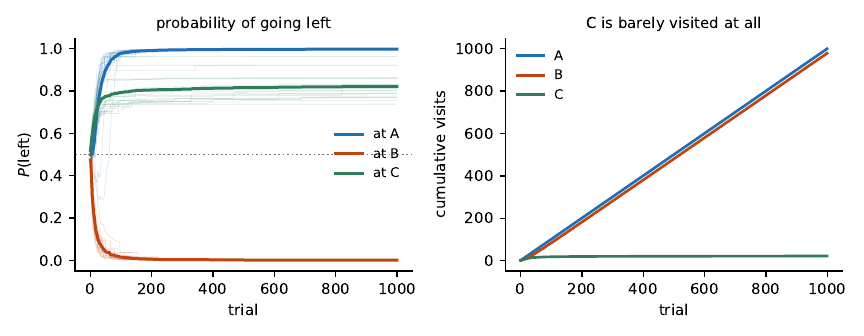 probability of going left
1.0
0.8
0.6
0.4
0.2
0.0
P(left)
at A
at B
at C
0
200
400
600
800
1000
trial
C is barely visited at all
1000
800
600
400
200
0
cumulative visits
A
B
C
0
200
400
600
800
1000
trial